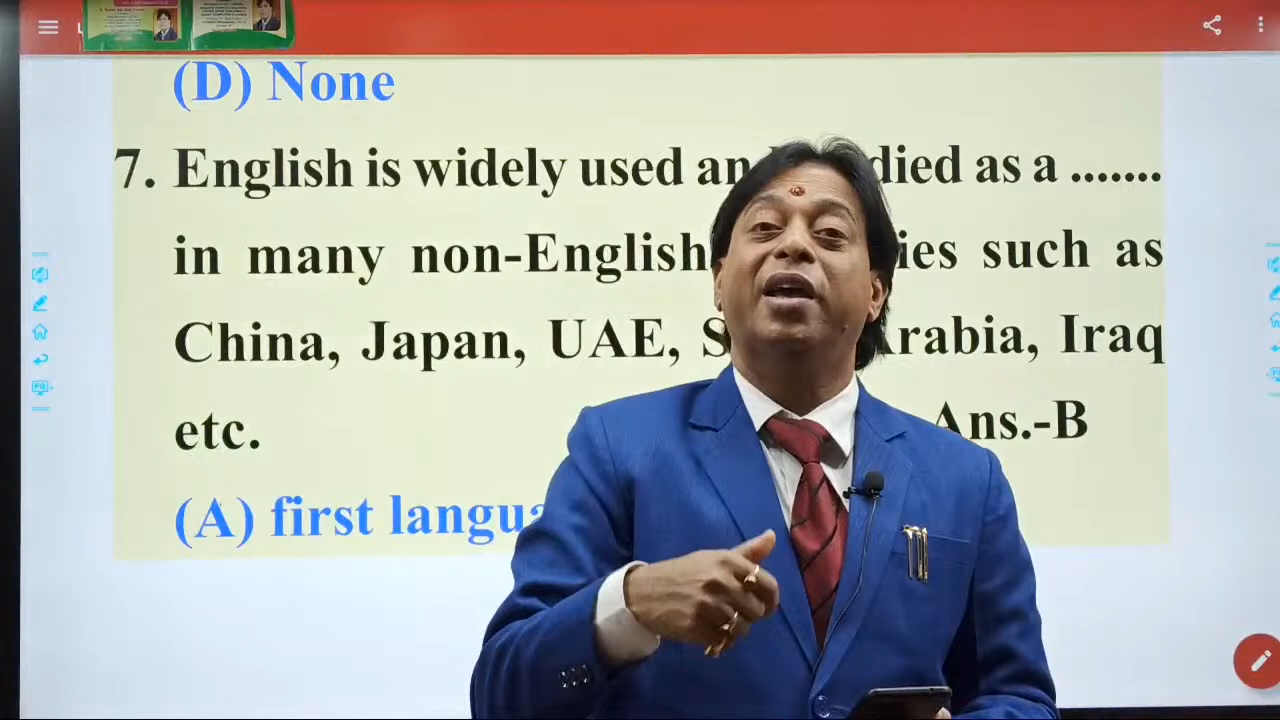 (D) None
7. English is widely used an died as a .......
in many non-English ies such as
China, Japan, UAE, S rabia, Iraq
etc. Ans.-B
(A) first langua